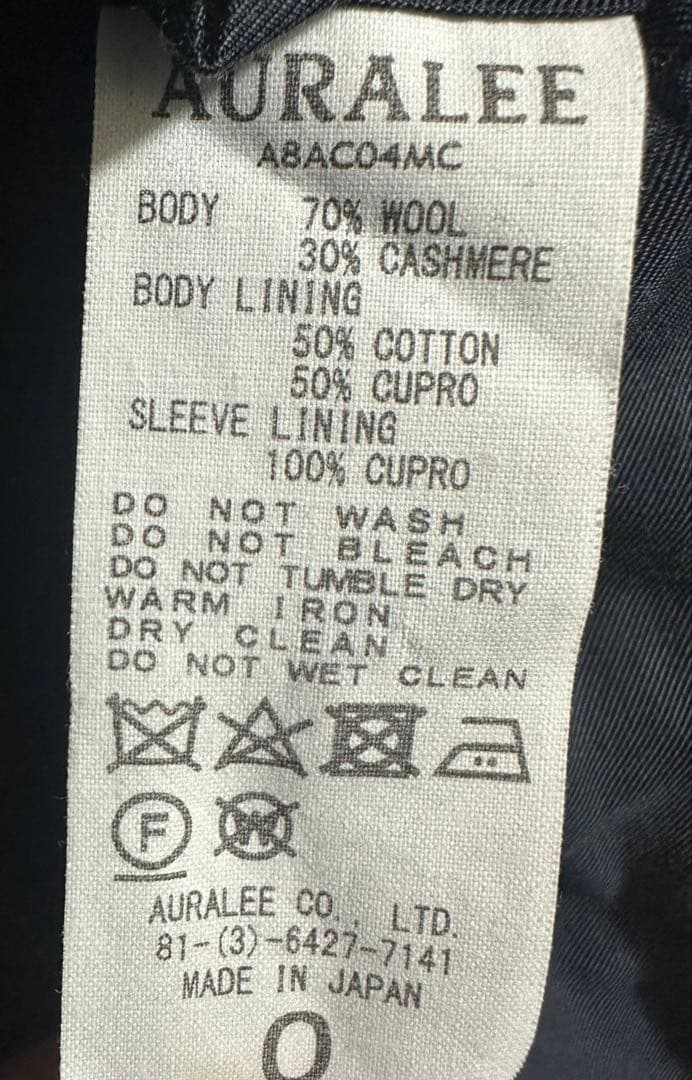 AURALEE
A8AC04MC
BODY 70% WOOL
30% CASHMERE
BODY LINING
50% COTTON
50% CUPRO
SLEEVE LINING
100% CUPRO
DO NOT WASH
DO NOT BLEACH
DO NOT TUMBLE DRY
WARM IRON
DRY CLEAN
DO NOT WET CLEAN
F W
AURALEE CO., LTD.
81-(3)-6427-7141
MADE IN JAPAN
0